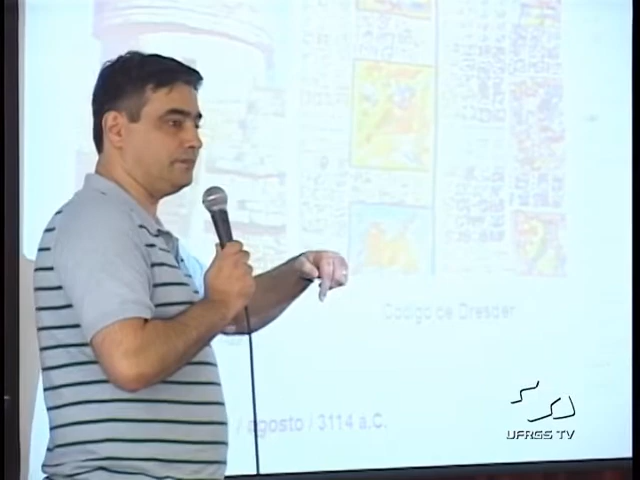 Codigo de Dresden
/ agosto / 3114 a.C.
UFRGS TV